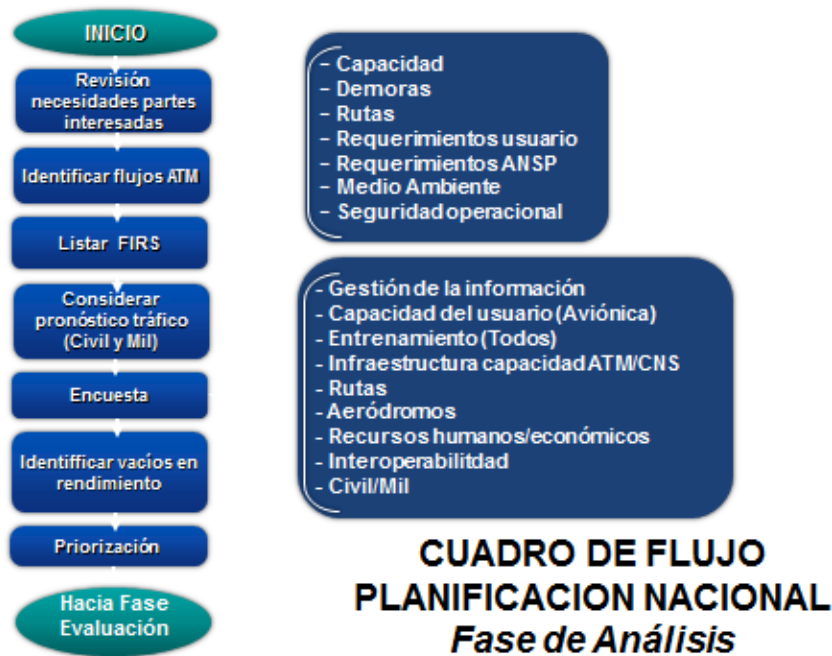 INICIO
Revisión
necesidades partes
interesadas
Identificar flujos ATM
Listar FIRS
Considerar
pronóstico tráfico
(Civil y Mil)
Encuesta
Identifficar vacíos en
rendimiento
Priorización
Hacia Fase
Evaluación
– Capacidad
– Demoras
– Rutas
– Requerimientos usuario
– Requerimientos ANSP
– Medio Ambiente
– Seguridad operacional
- Gestión de la información
- Capacidad del usuario (Aviónica)
- Entrenamiento (Todos)
- Infraestructura capacidad ATM/CNS
- Rutas
- Aeródromos
- Recursos humanos/económicos
- Interoperabilitdad
- Civil/Mil
CUADRO DE FLUJO
PLANIFICACION NACIONAL
Fase de Análisis